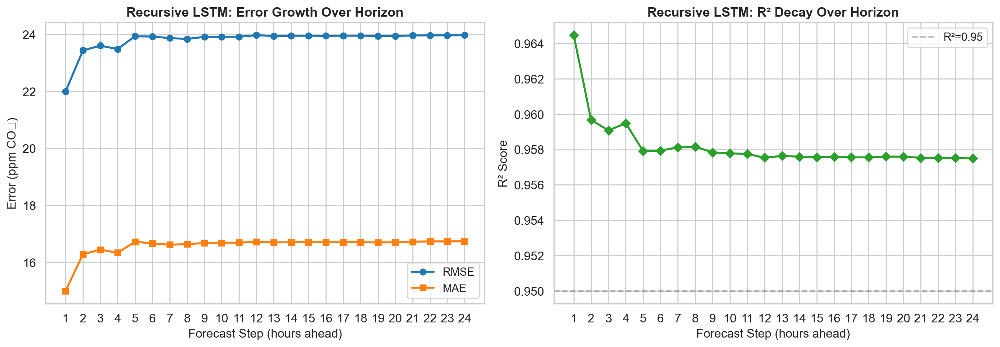 Recursive LSTM: Error Growth Over Horizon
Error (ppm CO□)
24
22
20
18
16
RMSE
MAE
1 2 3 4 5 6 7 8 9 10 11 12 13 14 15 16 17 18 19 20 21 22 23 24
Forecast Step (hours ahead)
Recursive LSTM: R² Decay Over Horizon
R² Score
R²=0.95
0.964
0.962
0.960
0.958
0.956
0.954
0.952
0.950
1 2 3 4 5 6 7 8 9 10 11 12 13 14 15 16 17 18 19 20 21 22 23 24
Forecast Step (hours ahead)